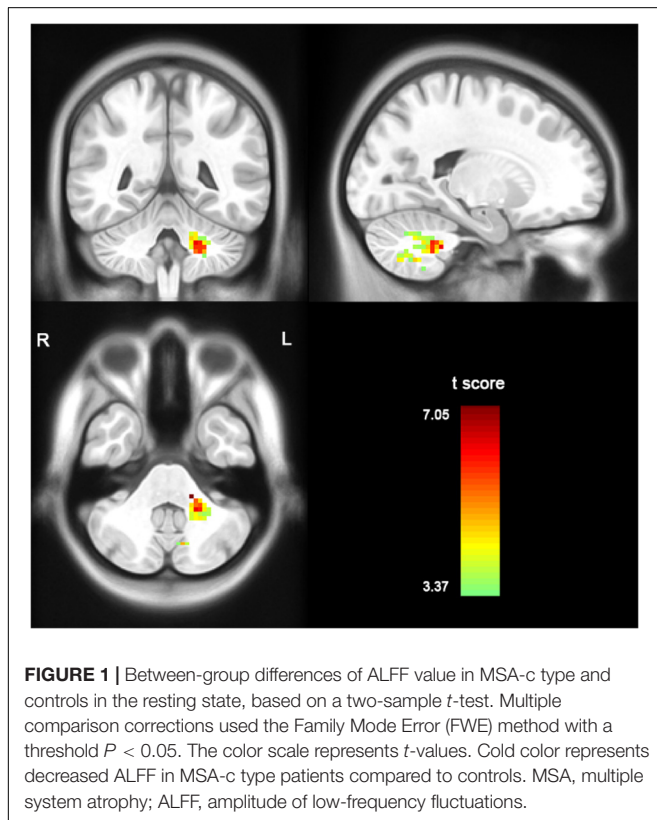 R
L
t score
7.05
3.37
FIGURE 1 | Between-group differences of ALFF value in MSA-c type and
controls in the resting state, based on a two-sample t-test. Multiple
comparison corrections used the Family Mode Error (FWE) method with a
threshold P < 0.05. The color scale represents t-values. Cold color represents
decreased ALFF in MSA-c type patients compared to controls. MSA, multiple
system atrophy; ALFF, amplitude of low-frequency fluctuations.